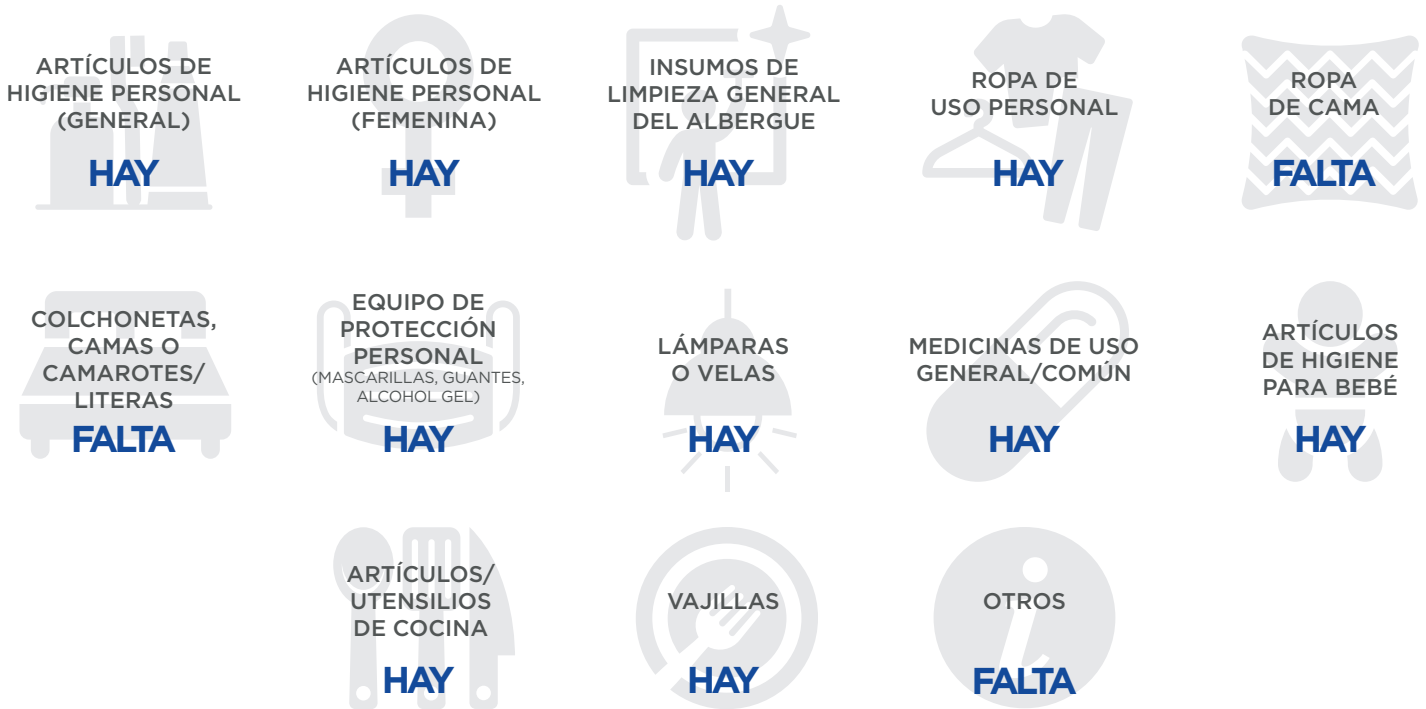 ARTÍCULOS DE
HIGIENE PERSONAL
(GENERAL)
HAY
ARTÍCULOS DE
HIGIENE PERSONAL
(FEMENINA)
HAY
INSUMOS DE
LIMPIEZA GENERAL
DEL ALBERGUE
HAY
ROPA DE
USO PERSONAL
HAY
ROPA
DE CAMA
FALTA
COLCHONETAS,
CAMAS O
CAMAROTES/
LITERAS
FALTA
EQUIPO DE
PROTECCIÓN
PERSONAL
(MASCARILLAS, GUANTES,
ALCOHOL GEL)
HAY
LÁMPARAS
O VELAS
HAY
MEDICINAS DE USO
GENERAL/COMÚN
HAY
ARTÍCULOS
DE HIGIENE
PARA BEBÉ
HAY
ARTÍCULOS/
UTENSILIOS
DE COCINA
HAY
VAJILLAS
HAY
OTROS
FALTA